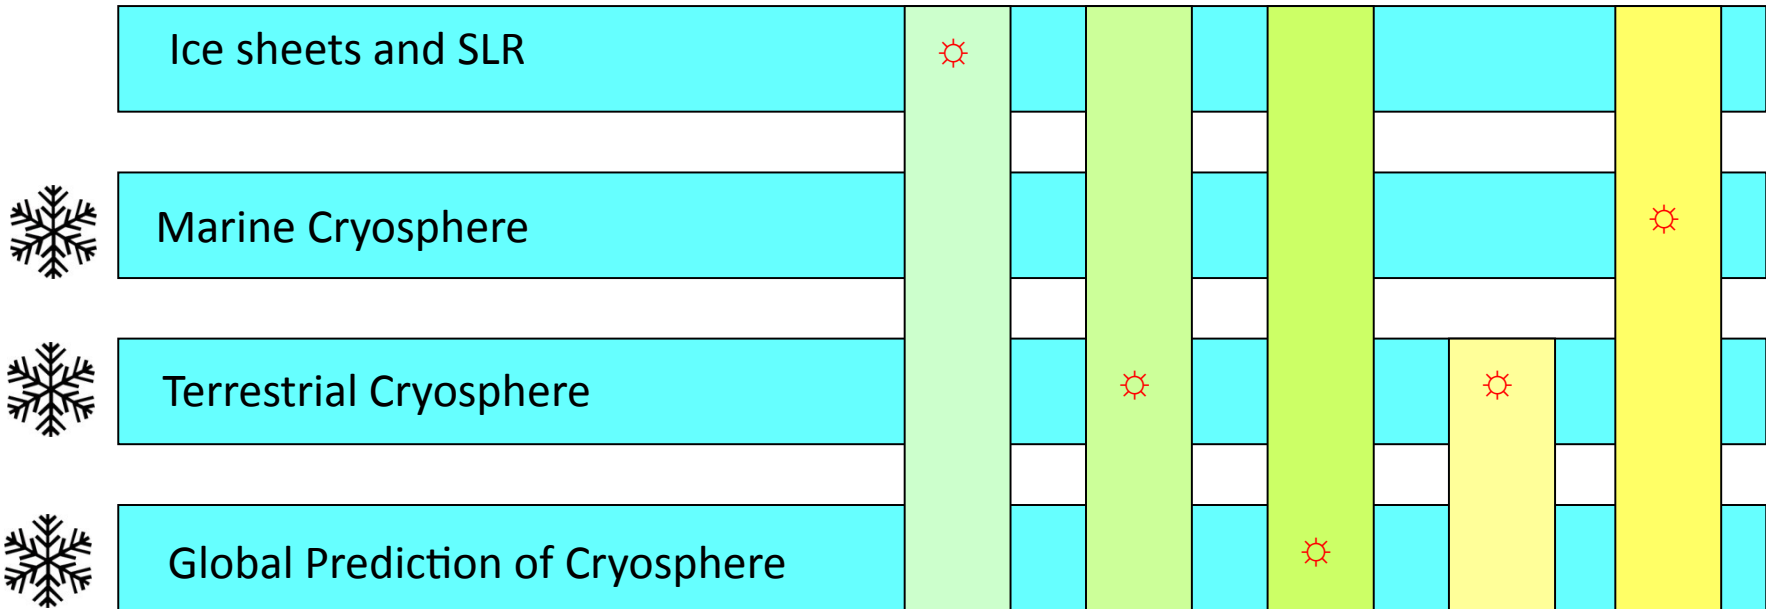 Ice sheets and SLR
Marine Cryosphere
Terrestrial Cryosphere
Global Prediction of Cryosphere